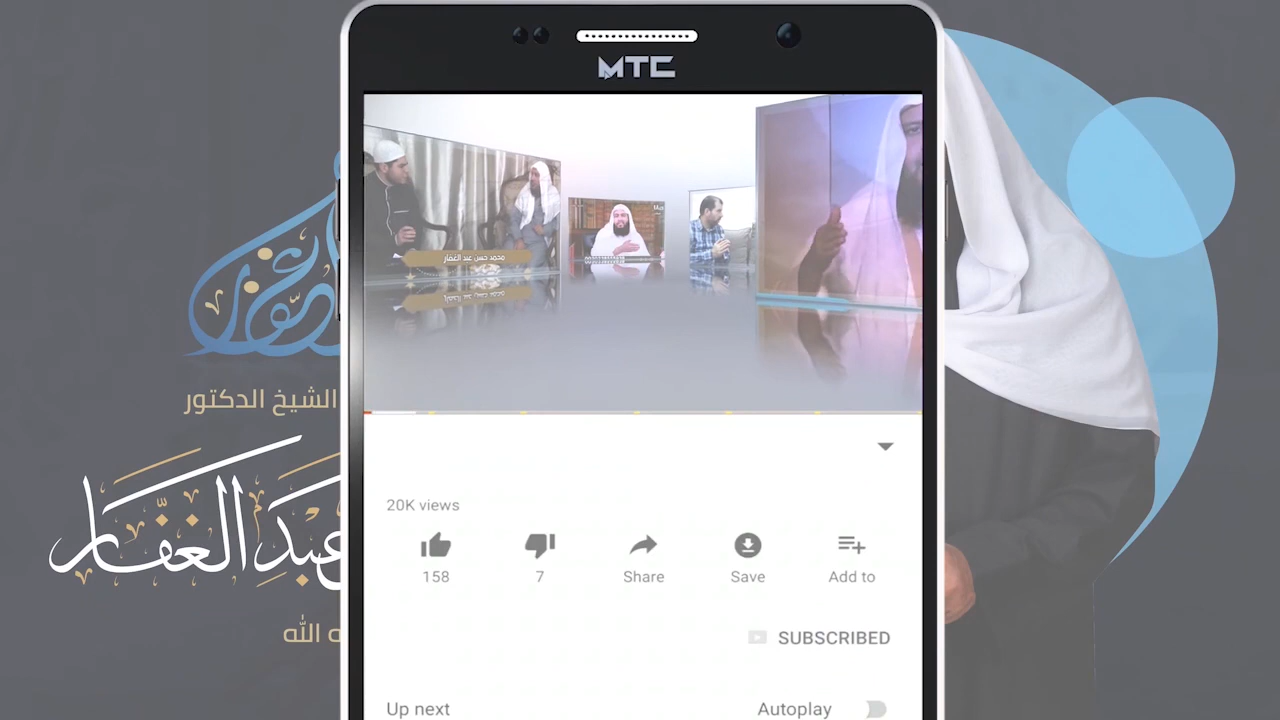 MTC
محمد حسن عبد الغفار
الشيخ الدكتور
عبد الغفار
ه الله
20K views
158
7
Share
Save
Add to
SUBSCRIBED
Up next
Autoplay